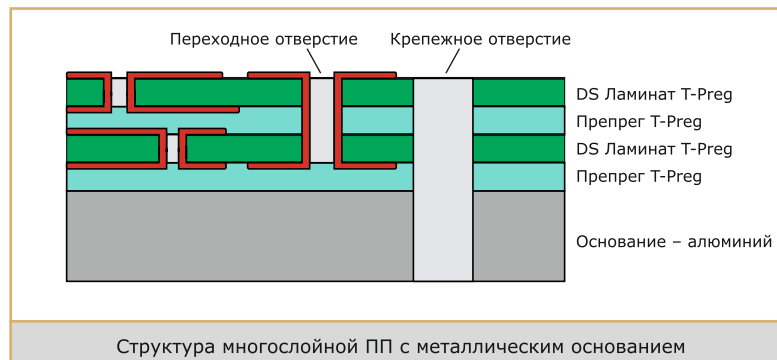 Переходное отверстие
Крепежное отверстие
DS Ламинат T-Preg
Препрег T-Preg
DS Ламинат T-Preg
Препрег T-Preg
Основание – алюминий
Структура многослойной ПП с металлическим основанием